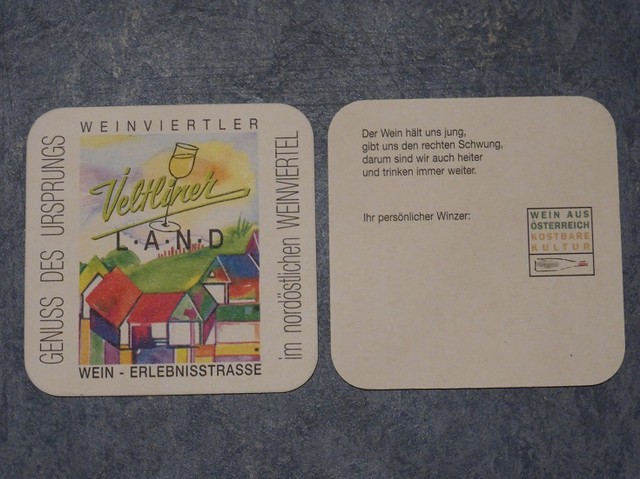 WEINVIERTLER
GENUSS DES URSPRUNGS
Veltliner
L·A·N·D
im nordöstlichen WEINVIERTEL
WEIN - ERLEBNISSTRASSE
Der Wein hält uns jung,
gibt uns den rechten Schwung,
darum sind wir auch heiter
und trinken immer weiter.
Ihr persönlicher Winzer:
WEIN AUS
ÖSTERREICH
KOSTBARE
KULTUR